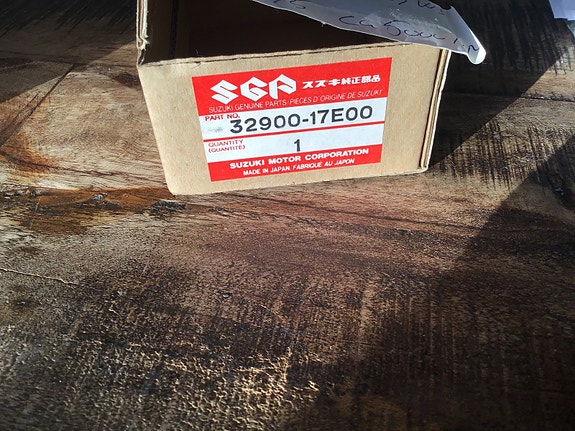 SGP スズキ純正部品
SUZUKI GENUINE PARTS/PIECES D'ORIGINE DE SUZUKI
PART NO.
32900-17E00
QUANTITY
(QUANTITE)
1
SUZUKI MOTOR CORPORATION
MADE IN JAPAN. FABRIQUE AU JAPON